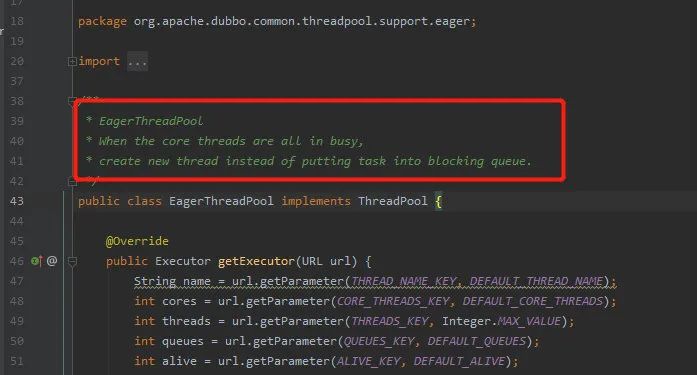 17
18 package org.apache.dubbo.common.threadpool.support.eager;
19
20 import ...
37
38 /**
39 * EagerThreadPool
40 * When the core threads are all in busy,
41 * create new thread instead of putting task into blocking queue.
42 */
43 public class EagerThreadPool implements ThreadPool {
44
45 @Override
46 @ public Executor getExecutor(URL url) {
47 String name = url.getParameter(THREAD_NAME_KEY, DEFAULT_THREAD_NAME);
48 int cores = url.getParameter(CORE_THREADS_KEY, DEFAULT_CORE_THREADS);
49 int threads = url.getParameter(THREADS_KEY, Integer.MAX_VALUE);
50 int queues = url.getParameter(QUEUES_KEY, DEFAULT_QUEUES);
51 int alive = url.getParameter(ALIVE_KEY, DEFAULT_ALIVE);